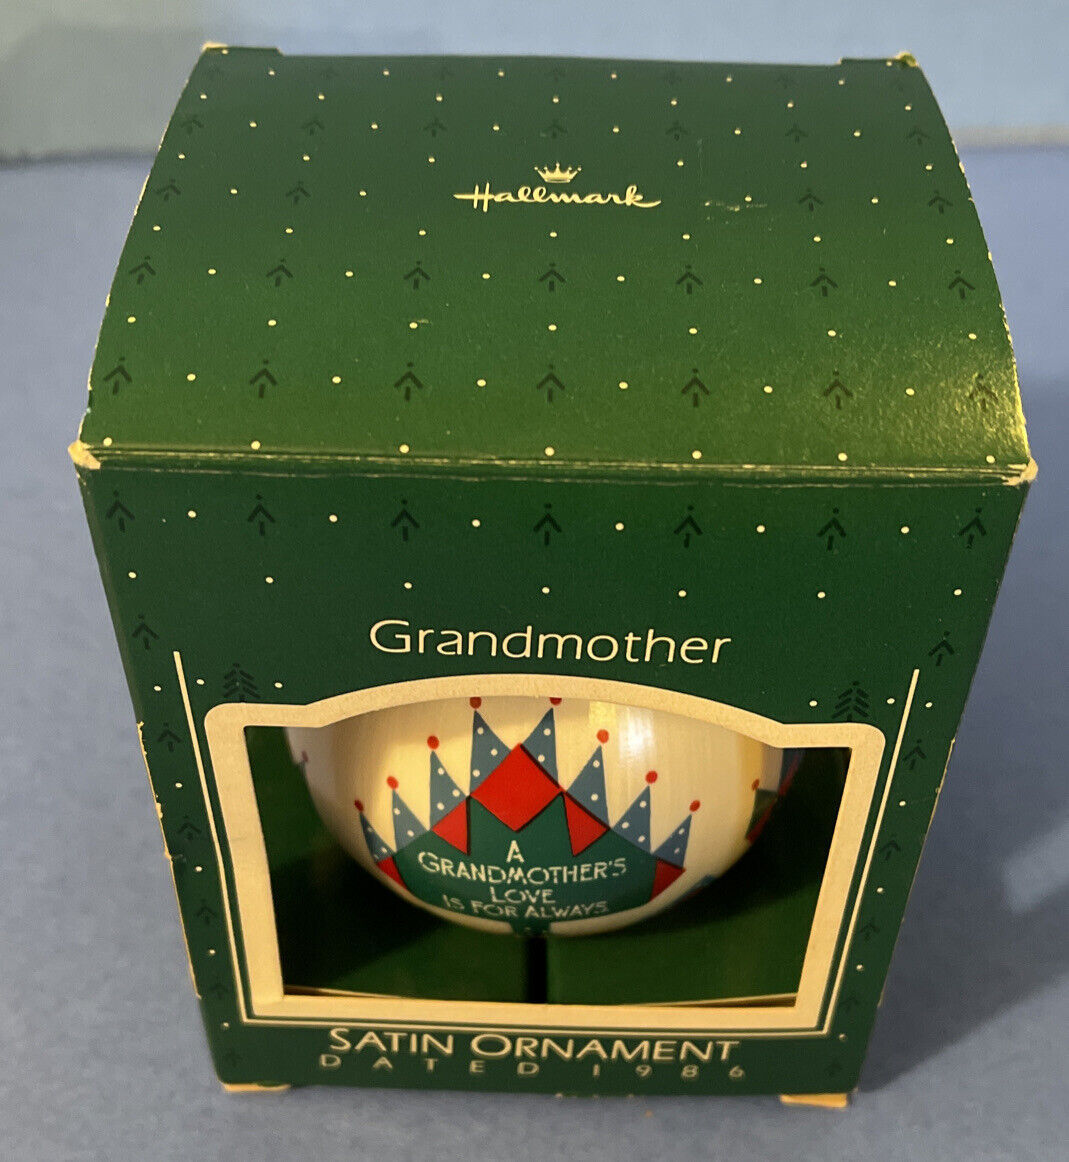 Hallmark
Grandmother
A
GRANDMOTHER'S
LOVE
IS FOR ALWAYS
SATIN ORNAMENT
DATED 1986